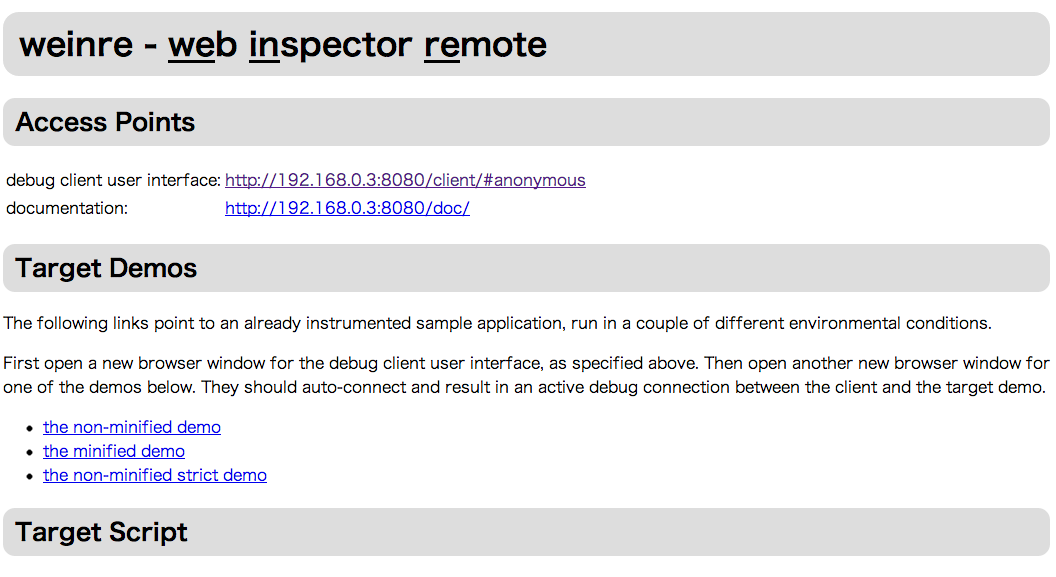 weinre - web inspector remote
Access Points
debug client user interface: http://192.168.0.3:8080/client/#anonymous
documentation: http://192.168.0.3:8080/doc/
Target Demos
The following links point to an already instrumented sample application, run in a couple of different environmental conditions.
First open a new browser window for the debug client user interface, as specified above. Then open another new browser window for
one of the demos below. They should auto-connect and result in an active debug connection between the client and the target demo.
• the non-minified demo
• the minified demo
• the non-minified strict demo
Target Script